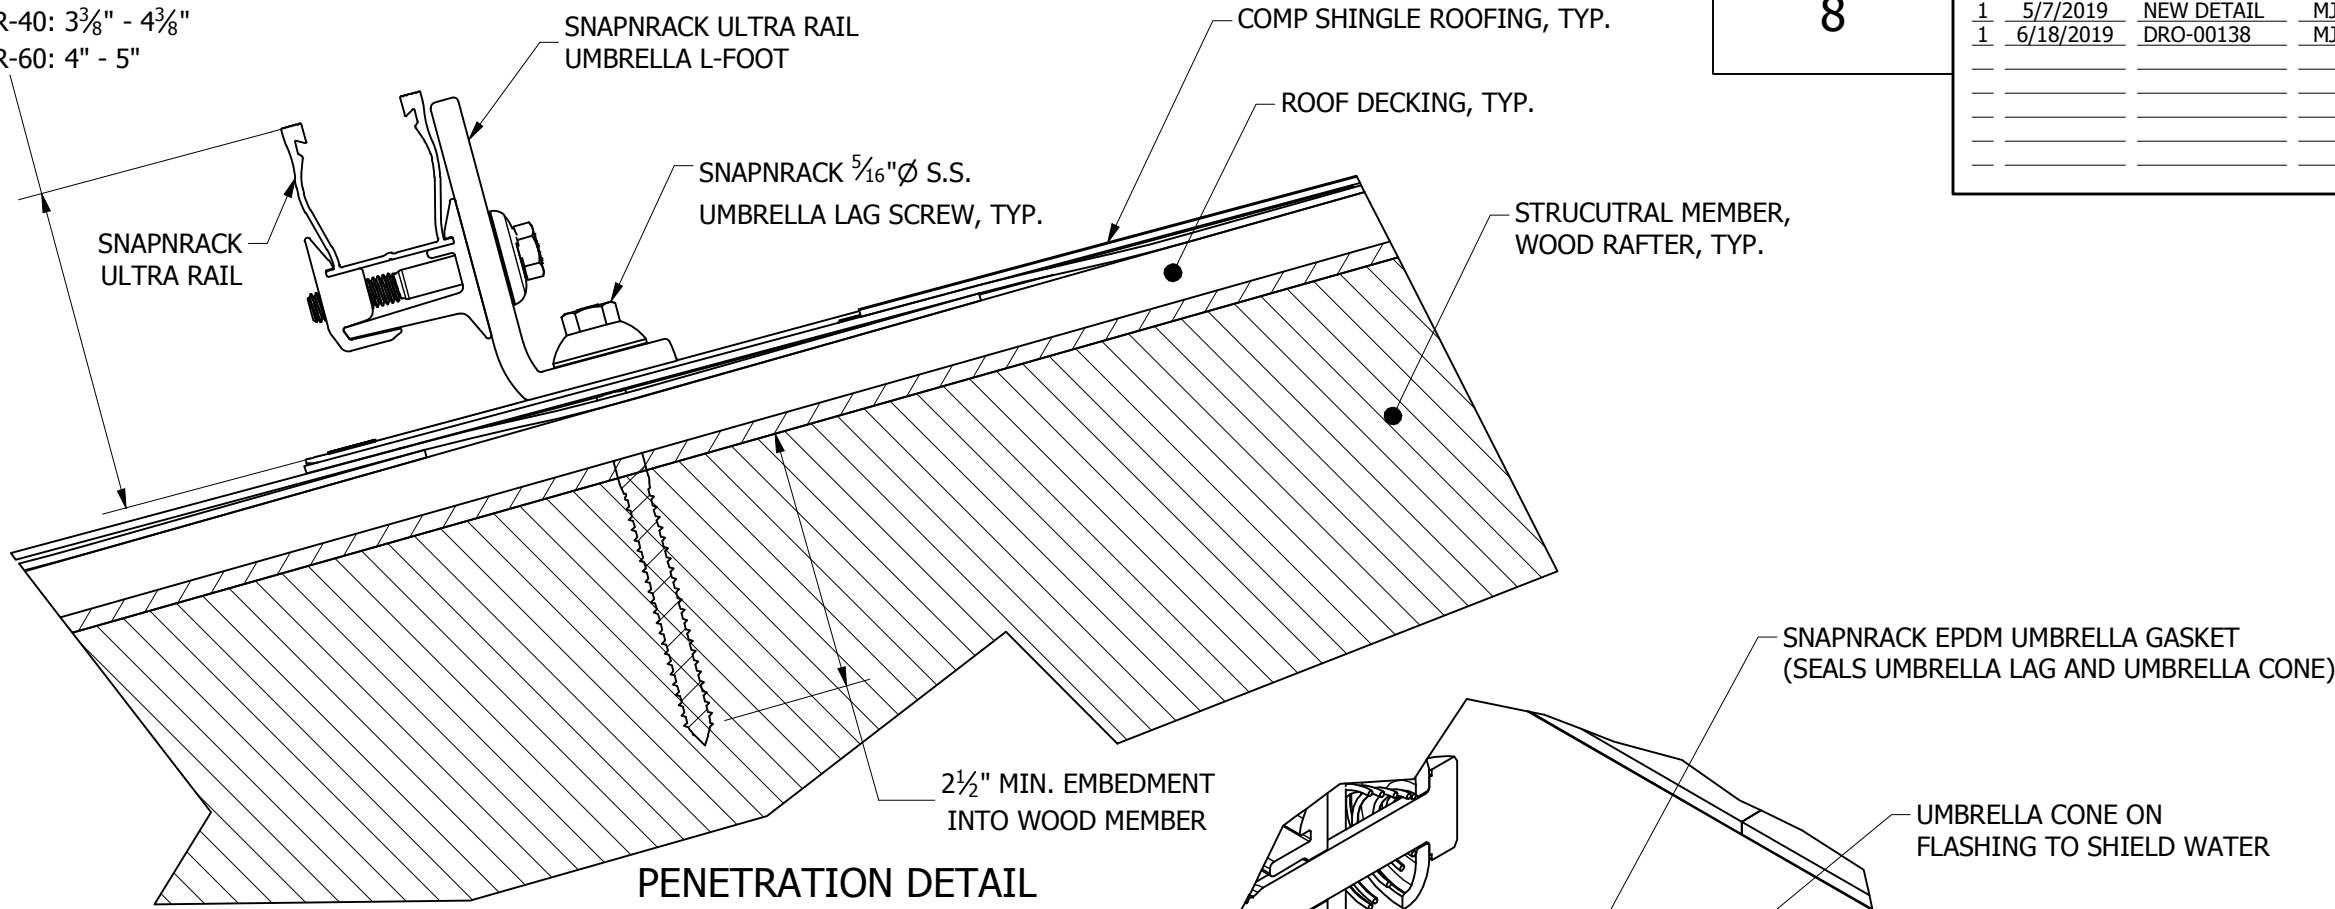 R-40: 3⅜" - 4⅜"
R-60: 4" - 5"
SNAPNRACK ULTRA RAIL
UMBRELLA L-FOOT
COMP SHINGLE ROOFING, TYP.
8
1 5/7/2019 NEW DETAIL MJ
1 6/18/2019 DRO-00138 MJ
ROOF DECKING, TYP.
SNAPNRACK 5⁄16"Ø S.S.
UMBRELLA LAG SCREW, TYP.
STRUCUTRAL MEMBER,
WOOD RAFTER, TYP.
SNAPNRACK
ULTRA RAIL
SNAPNRACK EPDM UMBRELLA GASKET
(SEALS UMBRELLA LAG AND UMBRELLA CONE)
2½" MIN. EMBEDMENT
INTO WOOD MEMBER
UMBRELLA CONE ON
FLASHING TO SHIELD WATER
PENETRATION DETAIL